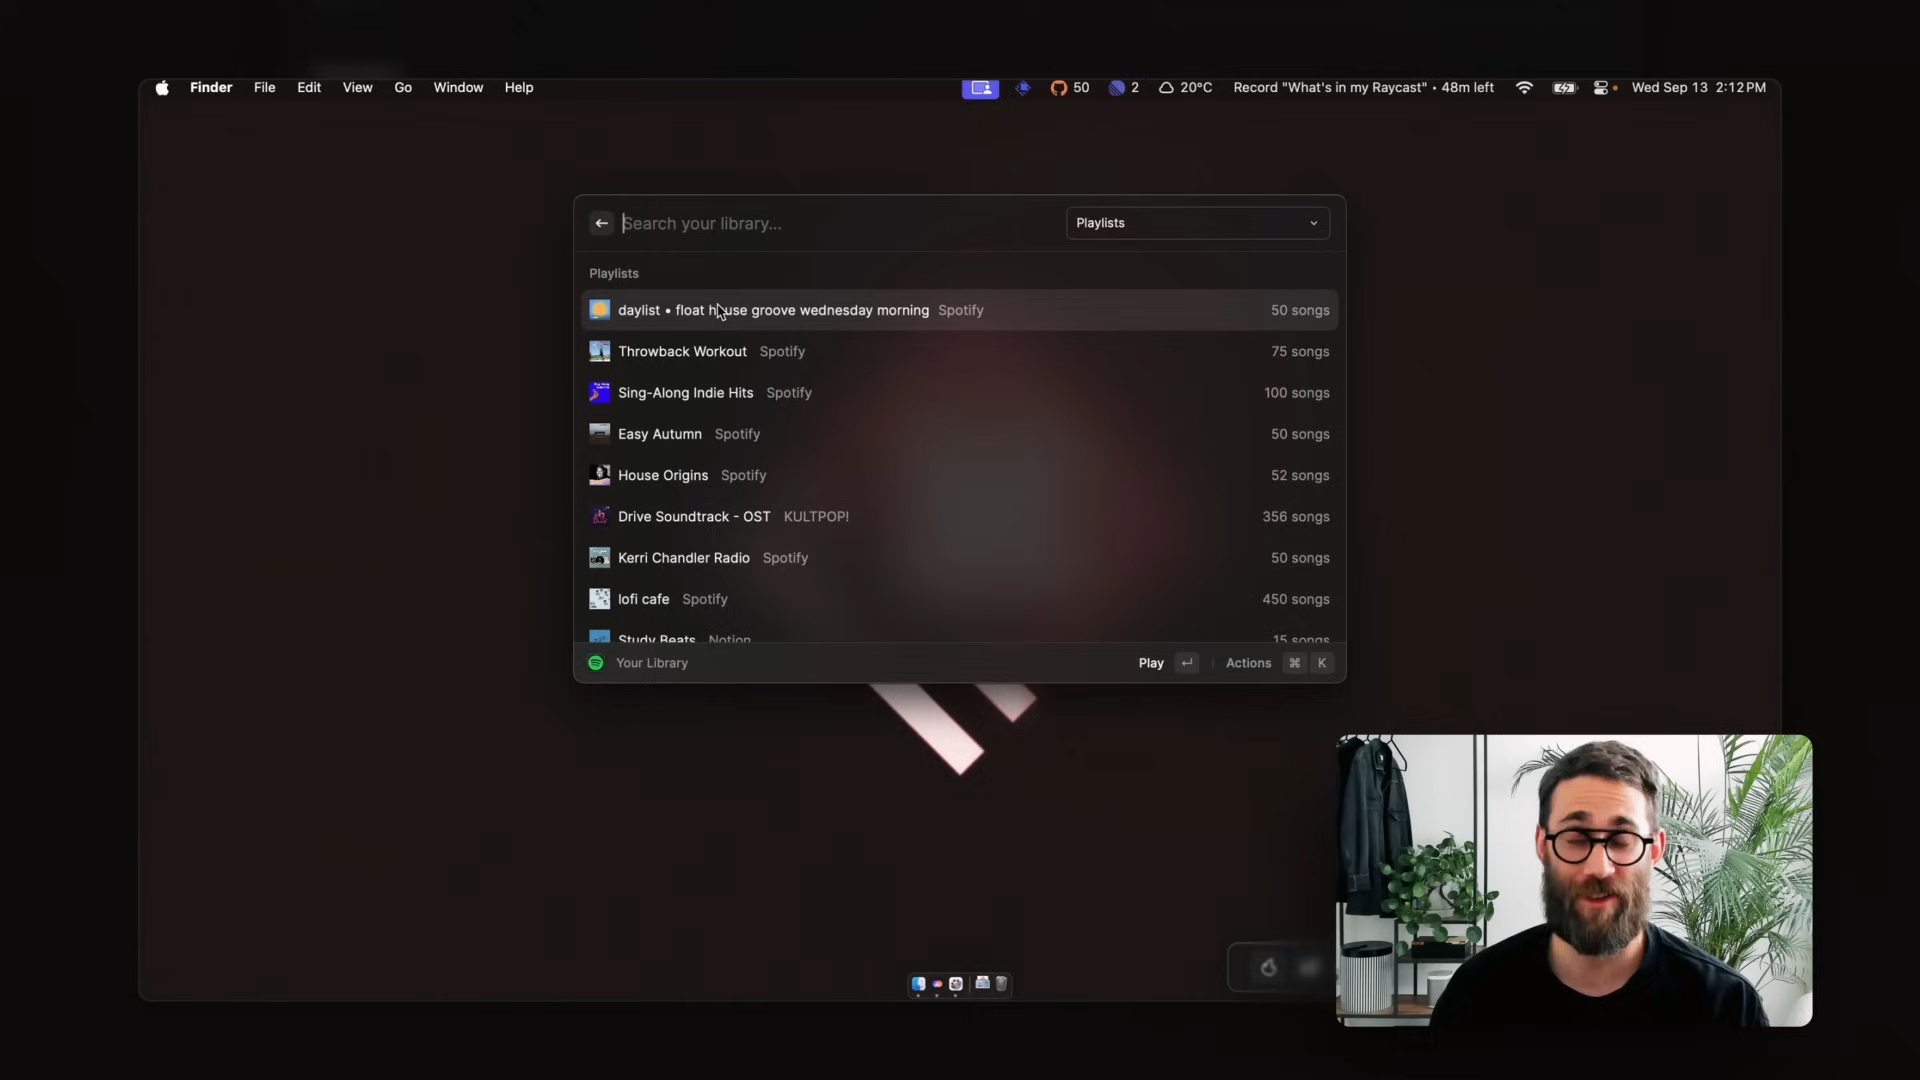 Finder File Edit View Go Window Help 50 2 20°C Record "What's in my Raycast" • 48m left Wed Sep 13 2:12 PM
Search your library...
Playlists
Playlists
daylist • float house groove wednesday morning Spotify 50 songs
Throwback Workout Spotify 75 songs
Sing-Along Indie Hits Spotify 100 songs
Easy Autumn Spotify 50 songs
House Origins Spotify 52 songs
Drive Soundtrack - OST KULTPOP! 356 songs
Kerri Chandler Radio Spotify 50 songs
lofi cafe Spotify 450 songs
Study Beats Notion 15 songs
Your Library Play ↵ Actions ⌘ K